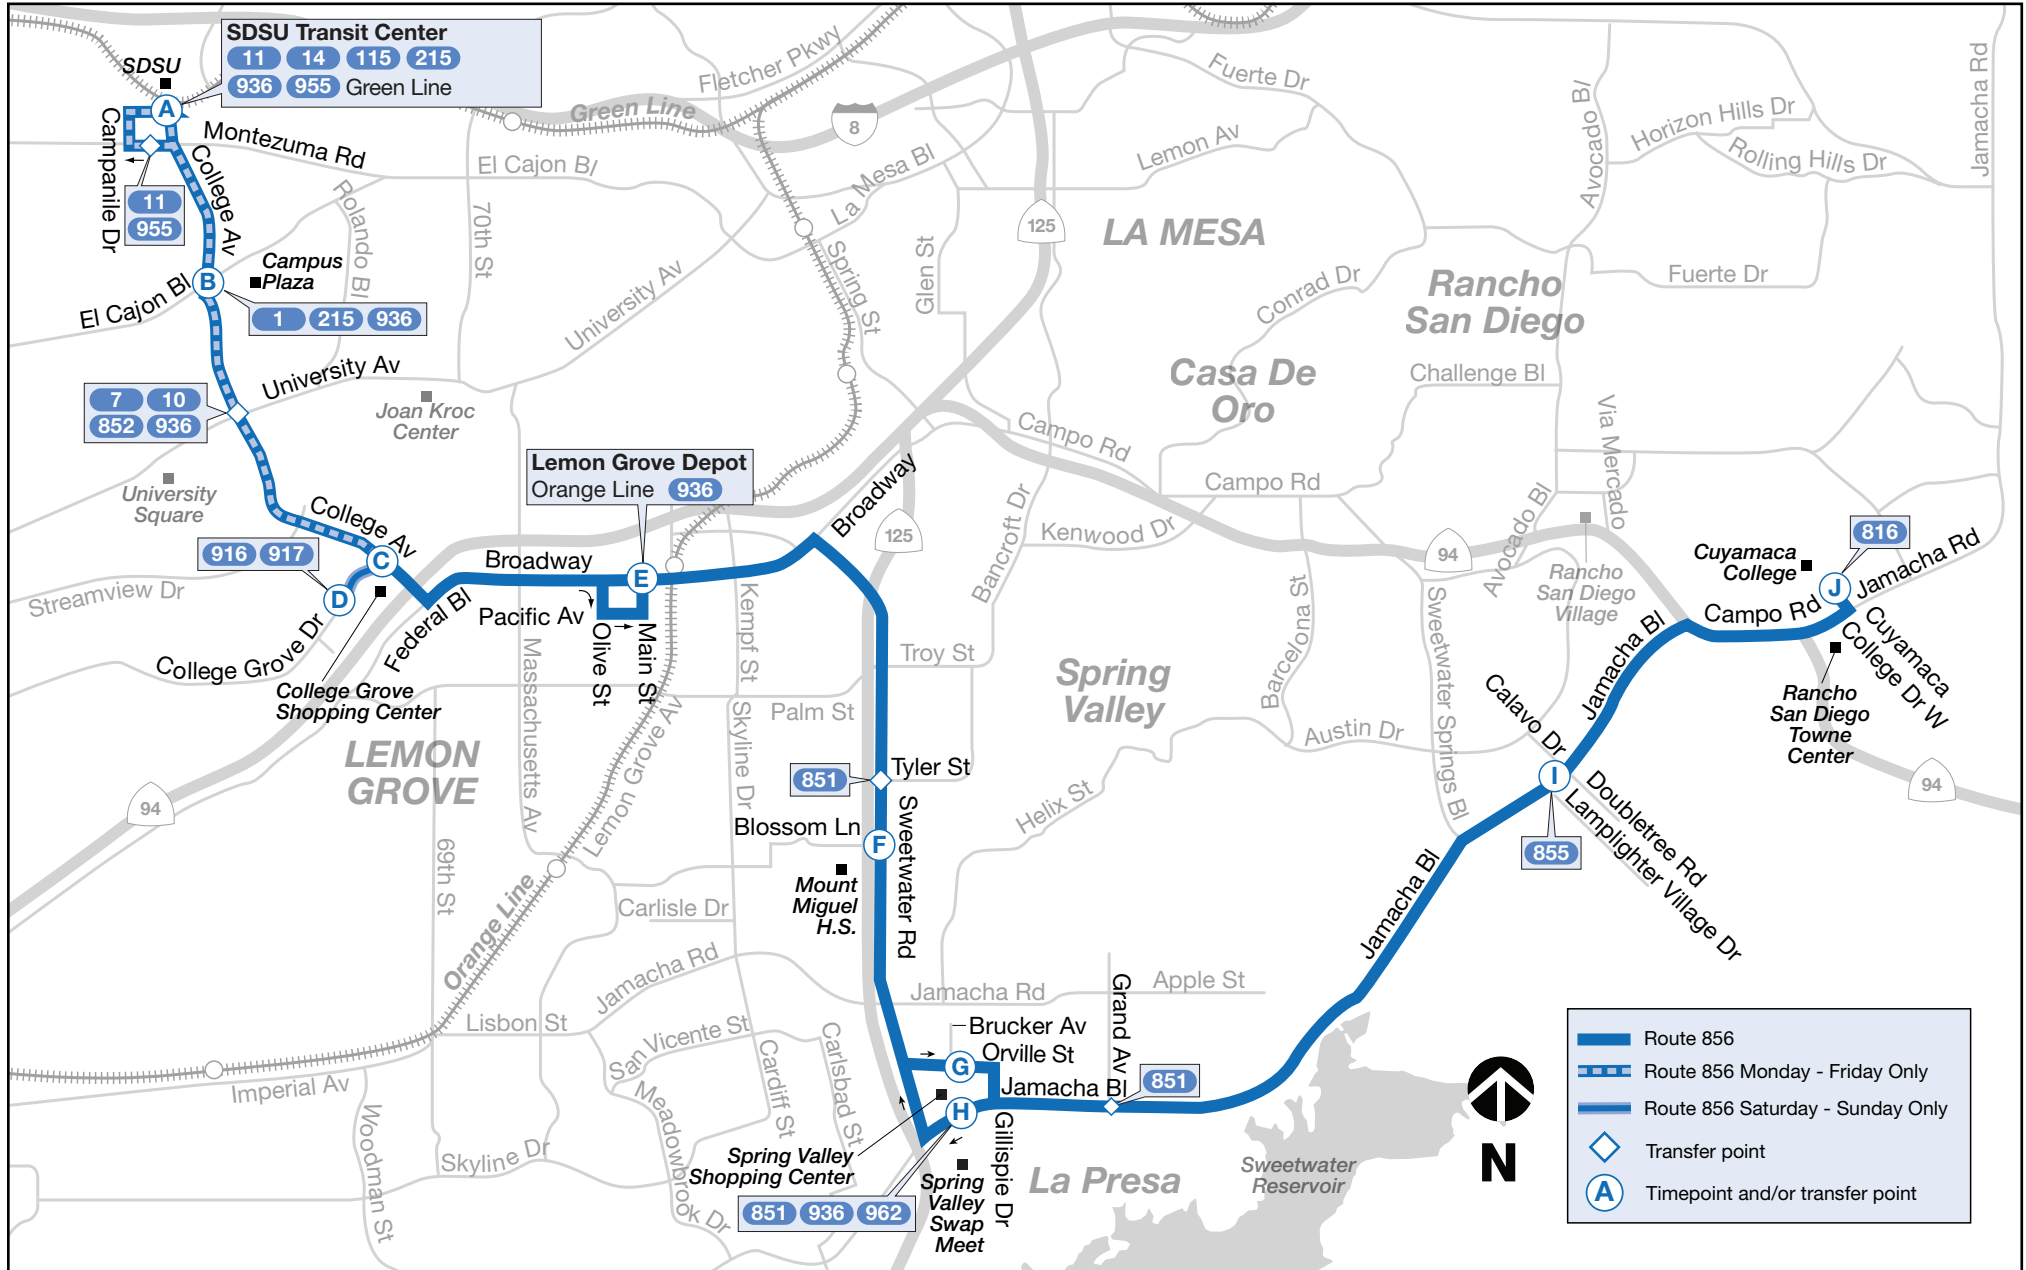 SDSU Transit Center
11 14 115 215
936 955 Green Line
SDSU
A
Campanile Dr
Montezuma Rd
College Av
11
955
Fletcher Pkwy
Green Line
8
El Cajon Bl
La Mesa Bl
Rolando Bl
70th St
Fuerte Dr
Lemon Av
Avocapo Bl
Horizon Hills Dr
Rolling Hills Dr
Jamacha Rd
125
LA MESA
B
El Cajon Bl
Campus
Plaza
1 215 936
University Av
Spring St
Glen St
Conrad Dr
Rancho
San Diego
Fuerte Dr
University Av
7 10
852 936
Joan Kroc
Center
Casa De
Oro
Challenge Bl
Campo Rd
Via Mercado
University
Square
Lemon Grove Depot
Orange Line 936
Broadway
College Av
Campo Rd
Kenwood Dr
Bancroft Dr
125
94
Avocado Bl
Rancho
San Diego
Village
816
Cuyamaca
College
J
Jamacha Rd
916 917
C
D
Streamview Dr
Broadway
E
Federal Bl
Pacific Av
Olive St
Main St
Kempf St
College Grove Dr
College Grove
Shopping Center
Massachusetts Av
Lemon Grove Av
Troy St
Palm St
Skyline Dr
Spring
Valley
Barcelona St
Austin Dr
Sweetwater Springs Bl
Jamacha Bl
Campo Rd
Cuyamaca
College Dr W
Rancho
San Diego
Towne
Center
94
LEMON
GROVE
94
851
Tyler St
Blossom Ln
F
Mount
Miguel
H.S.
Sweetwater Rd
Helix St
Calavo Dr
I
855
Doubletree Rd
Lamplighter Village Dr
Jamacha Bl
69th St
Orange Line
Carlisle Dr
Jamacha Rd
Lisbon St
San Vicente St
Jamacha Rd
Grand Av
Apple St
Brucker Av
Orville St
G
Jamacha Bl
851
H
Gillispie Dr
Imperial Av
Woodman St
Skyline Dr
Meadowbrook Dr
Cardiff St
Carlsbad St
Spring Valley
Shopping Center
851 936 962
Spring
Valley
Swap
Meet
La Presa
Sweetwater
Reservoir
N
Route 856
Route 856 Monday - Friday Only
Route 856 Saturday - Sunday Only
Transfer point
A Timepoint and/or transfer point